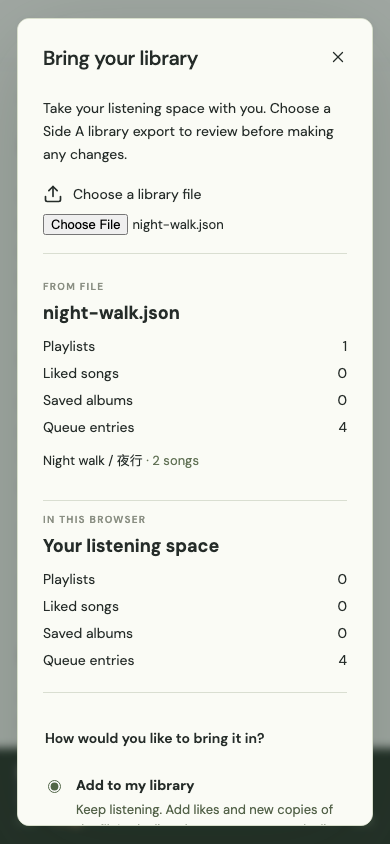 Bring your library
Take your listening space with you. Choose a
Side A library export to review before making
any changes.
Choose a library file
Choose File night-walk.json
FROM FILE
night-walk.json
Playlists 1
Liked songs 0
Saved albums 0
Queue entries 4
Night walk / 夜行 · 2 songs
IN THIS BROWSER
Your listening space
Playlists 0
Liked songs 0
Saved albums 0
Queue entries 4
How would you like to bring it in?
Add to my library
Keep listening. Add likes and new copies of